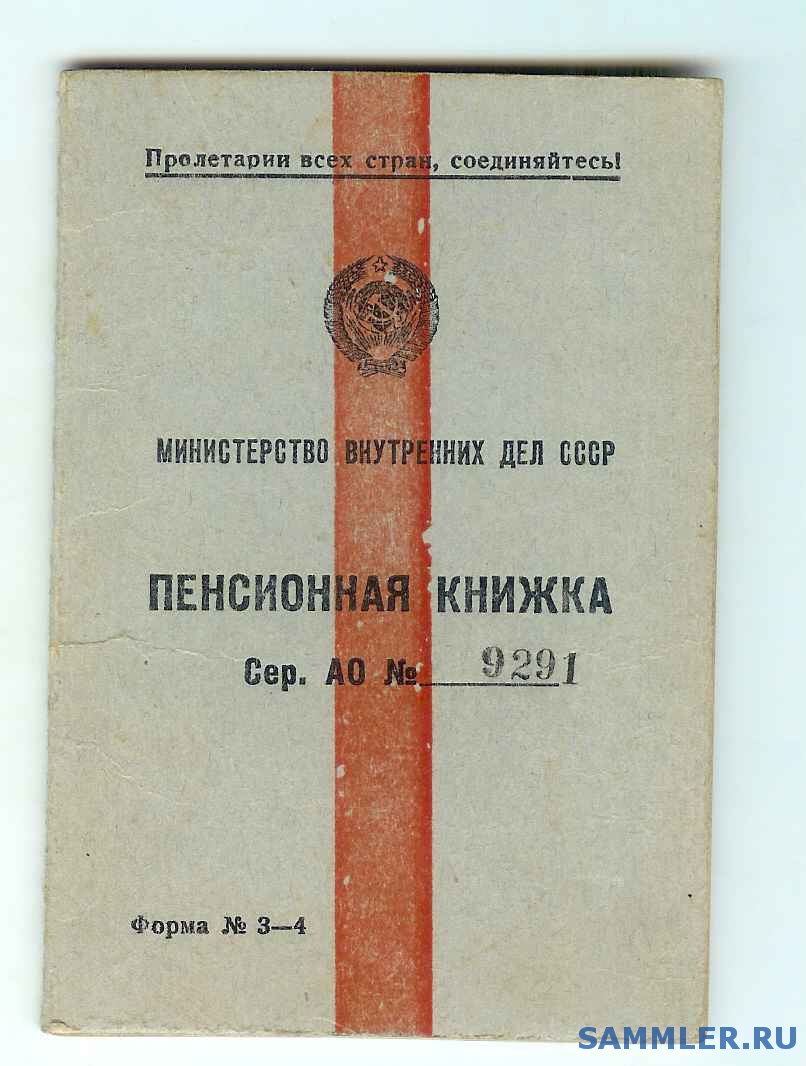 Пролетарии всех стран, соединяйтесь!
МИНИСТЕРСТВО ВНУТРЕННИХ ДЕЛ СССР
ПЕНСИОННАЯ КНИЖКА
Сер. АО № 9291
Форма № 3—4
SAMMLER.RU